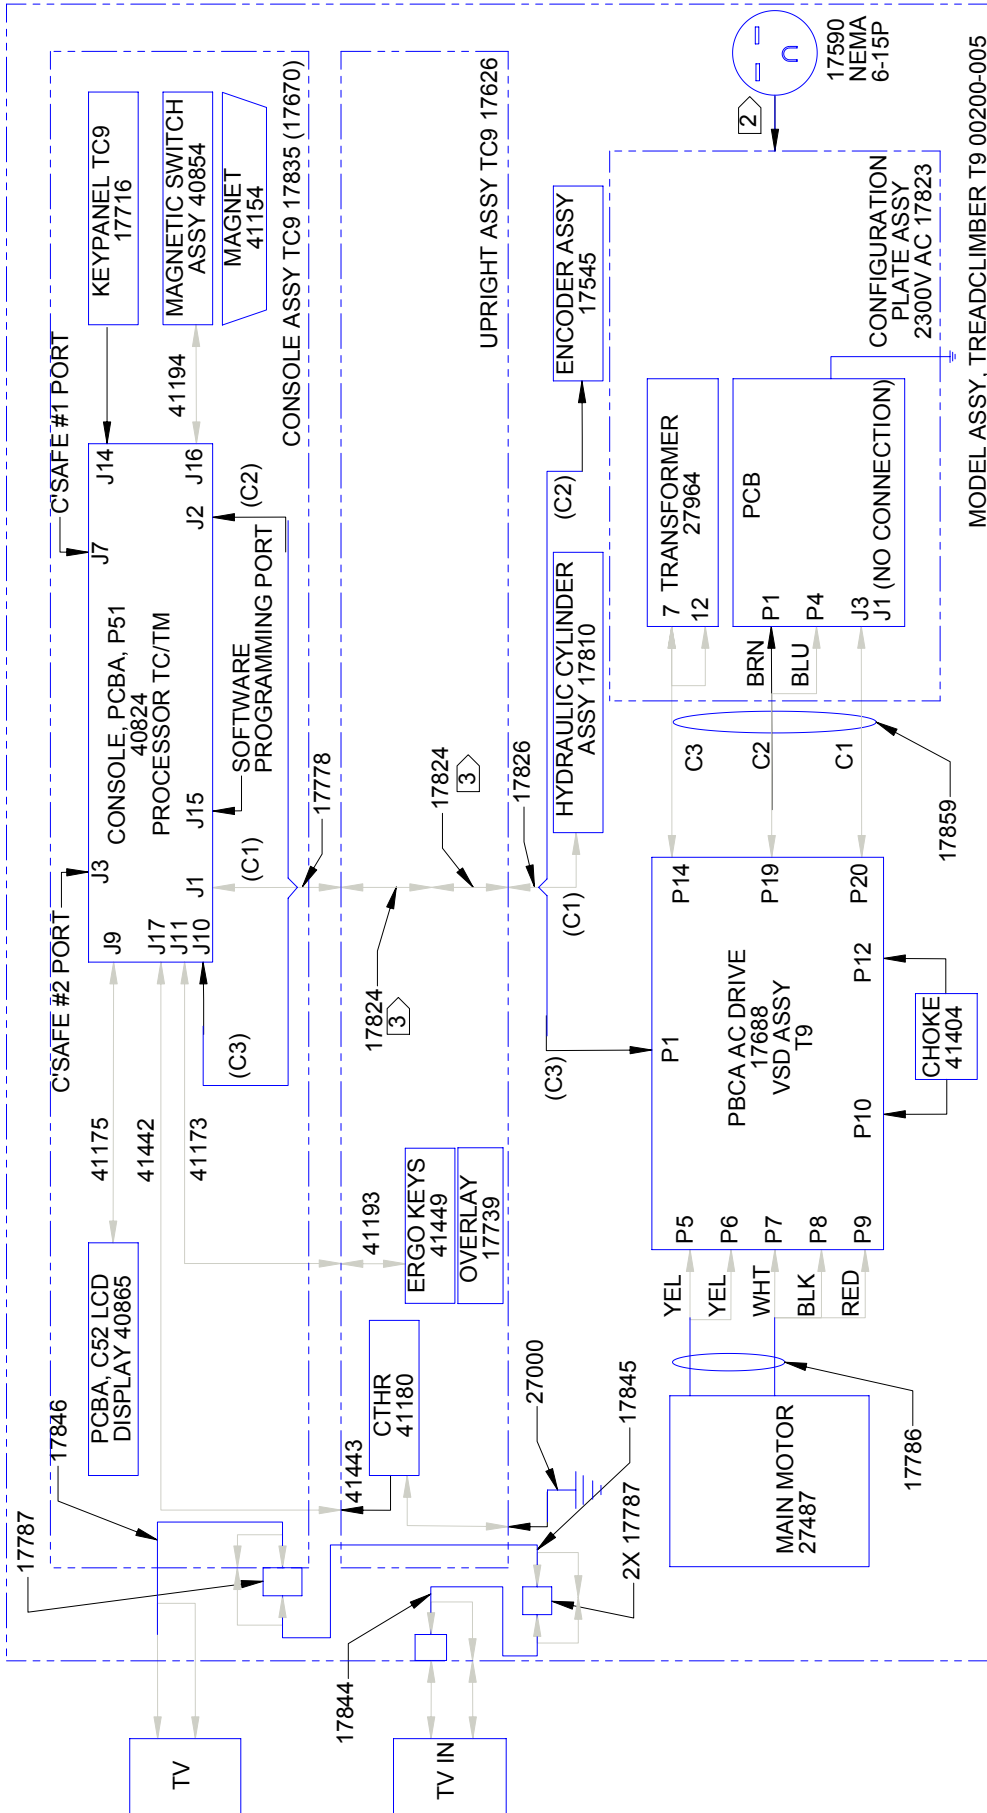 TV
17787
17846
PCBA, C52 LCD
DISPLAY 40865
41175
41442
41173
C'SAFE #2 PORT
C'SAFE #1 PORT
J9
J17
J11
J10
J3
J1
J15
J7
J14
J16
J2
CONSOLE, PCBA, P51
40824
PROCESSOR TC/TM
SOFTWARE
PROGRAMMING PORT
(C3)
(C1)
(C2)
17778
KEYPANEL TC9
17716
41194
MAGNETIC SWITCH
ASSY 40854
MAGNET
41154
CONSOLE ASSY TC9 17835 (17670)
TV IN
17844
41443
CTHR
41180
27000
17845
2X 17787
41193
ERGO KEYS
41449
OVERLAY
17739
17824
3
17824
3
17826
UPRIGHT ASSY TC9 17626
(C3)
(C1)
(C2)
HYDRAULIC CYLINDER
ASSY 17810
ENCODER ASSY
17545
MAIN MOTOR
27487
17786
YEL
YEL
WHT
BLK
RED
P5
P6
P7
P8
P9
P1
PBCA AC DRIVE
17688
VSD ASSY
T9
P10
P12
CHOKE
41404
P14
P19
P20
C3
C2
C1
17859
BRN
BLU
7 TRANSFORMER
27964
12
P1
P4
J3
J1 (NO CONNECTION)
PCB
CONFIGURATION
PLATE ASSY
2300V AC 17823
2
17590
NEMA
6-15P
MODEL ASSY, TREADCLIMBER T9 00200-005